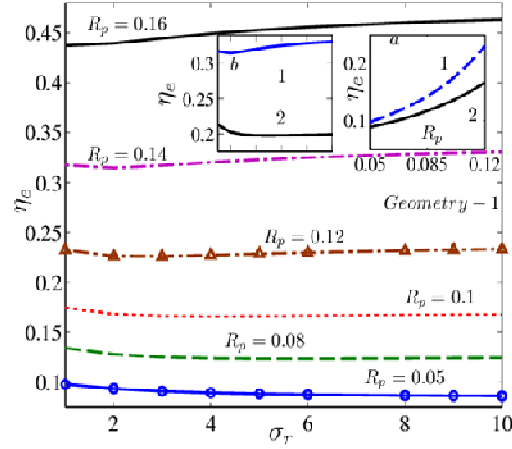 0.45
R_p = 0.16
0.4
0.35
0.3
0.25
0.2
0.15
0.1
η_e
b
1
2
0.3
0.2
η_e
a
1
2
0.2
0.1
η_e
R_p
0.05 0.085 0.12
R_p = 0.14
Geometry − 1
R_p = 0.12
R_p = 0.1
R_p = 0.08
R_p = 0.05
2 4 6 8 10
σ_r